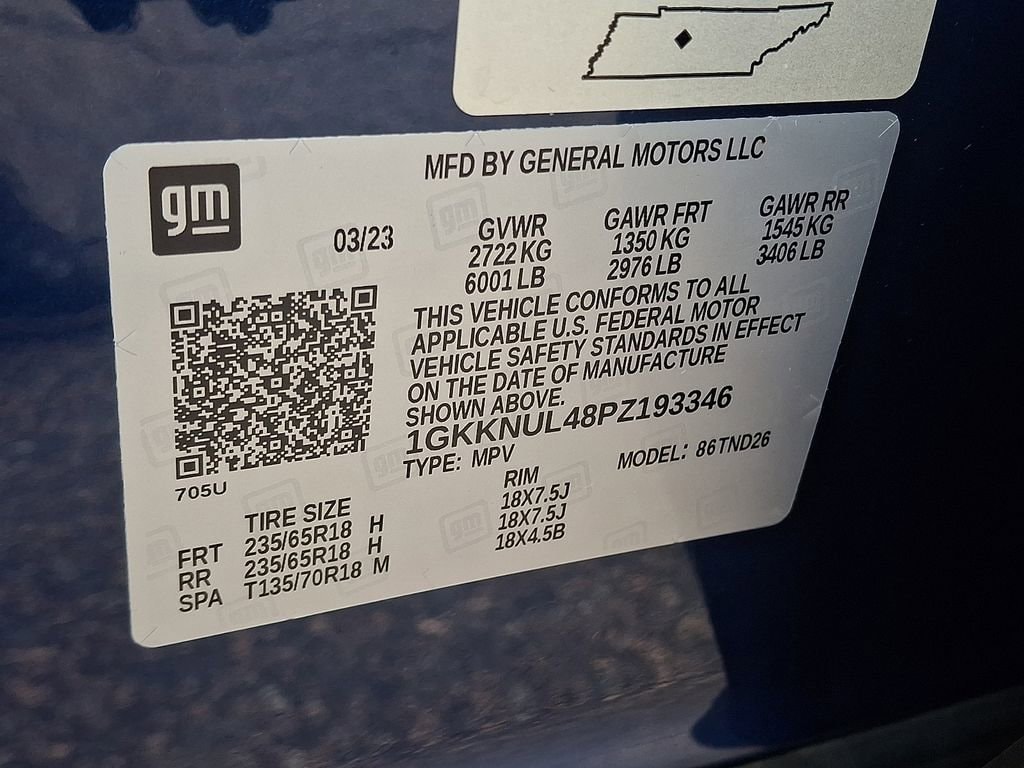 gm
MFD BY GENERAL MOTORS LLC
03/23
GVWR GAWR FRT GAWR RR
2722 KG 1350 KG 1545 KG
6001 LB 2976 LB 3406 LB
THIS VEHICLE CONFORMS TO ALL
APPLICABLE U.S. FEDERAL MOTOR
VEHICLE SAFETY STANDARDS IN EFFECT
ON THE DATE OF MANUFACTURE
SHOWN ABOVE.
1GKKNUL48PZ193346
TYPE: MPV MODEL: 86TND26
705U
TIRE SIZE RIM
FRT 235/65R18 H 18X7.5J
RR 235/65R18 H 18X7.5J
SPA T135/70R18 M 18X4.5B